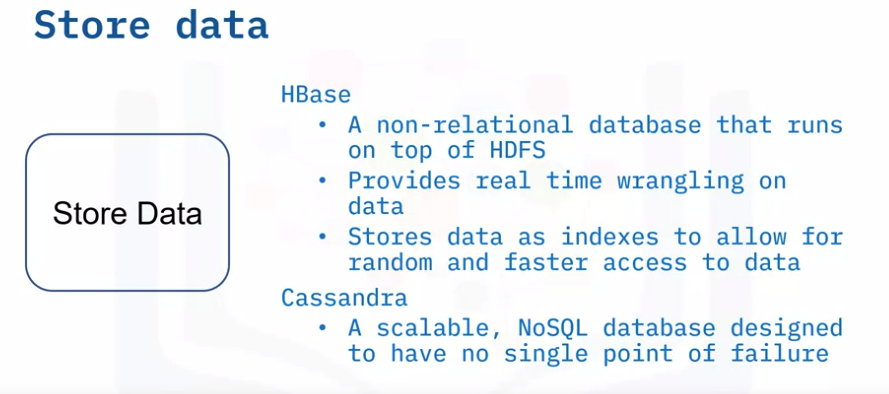 Store data
Store Data
HBase
• A non-relational database that runs
on top of HDFS
• Provides real time wrangling on
data
• Stores data as indexes to allow for
random and faster access to data
Cassandra
• A scalable, NoSQL database designed
to have no single point of failure